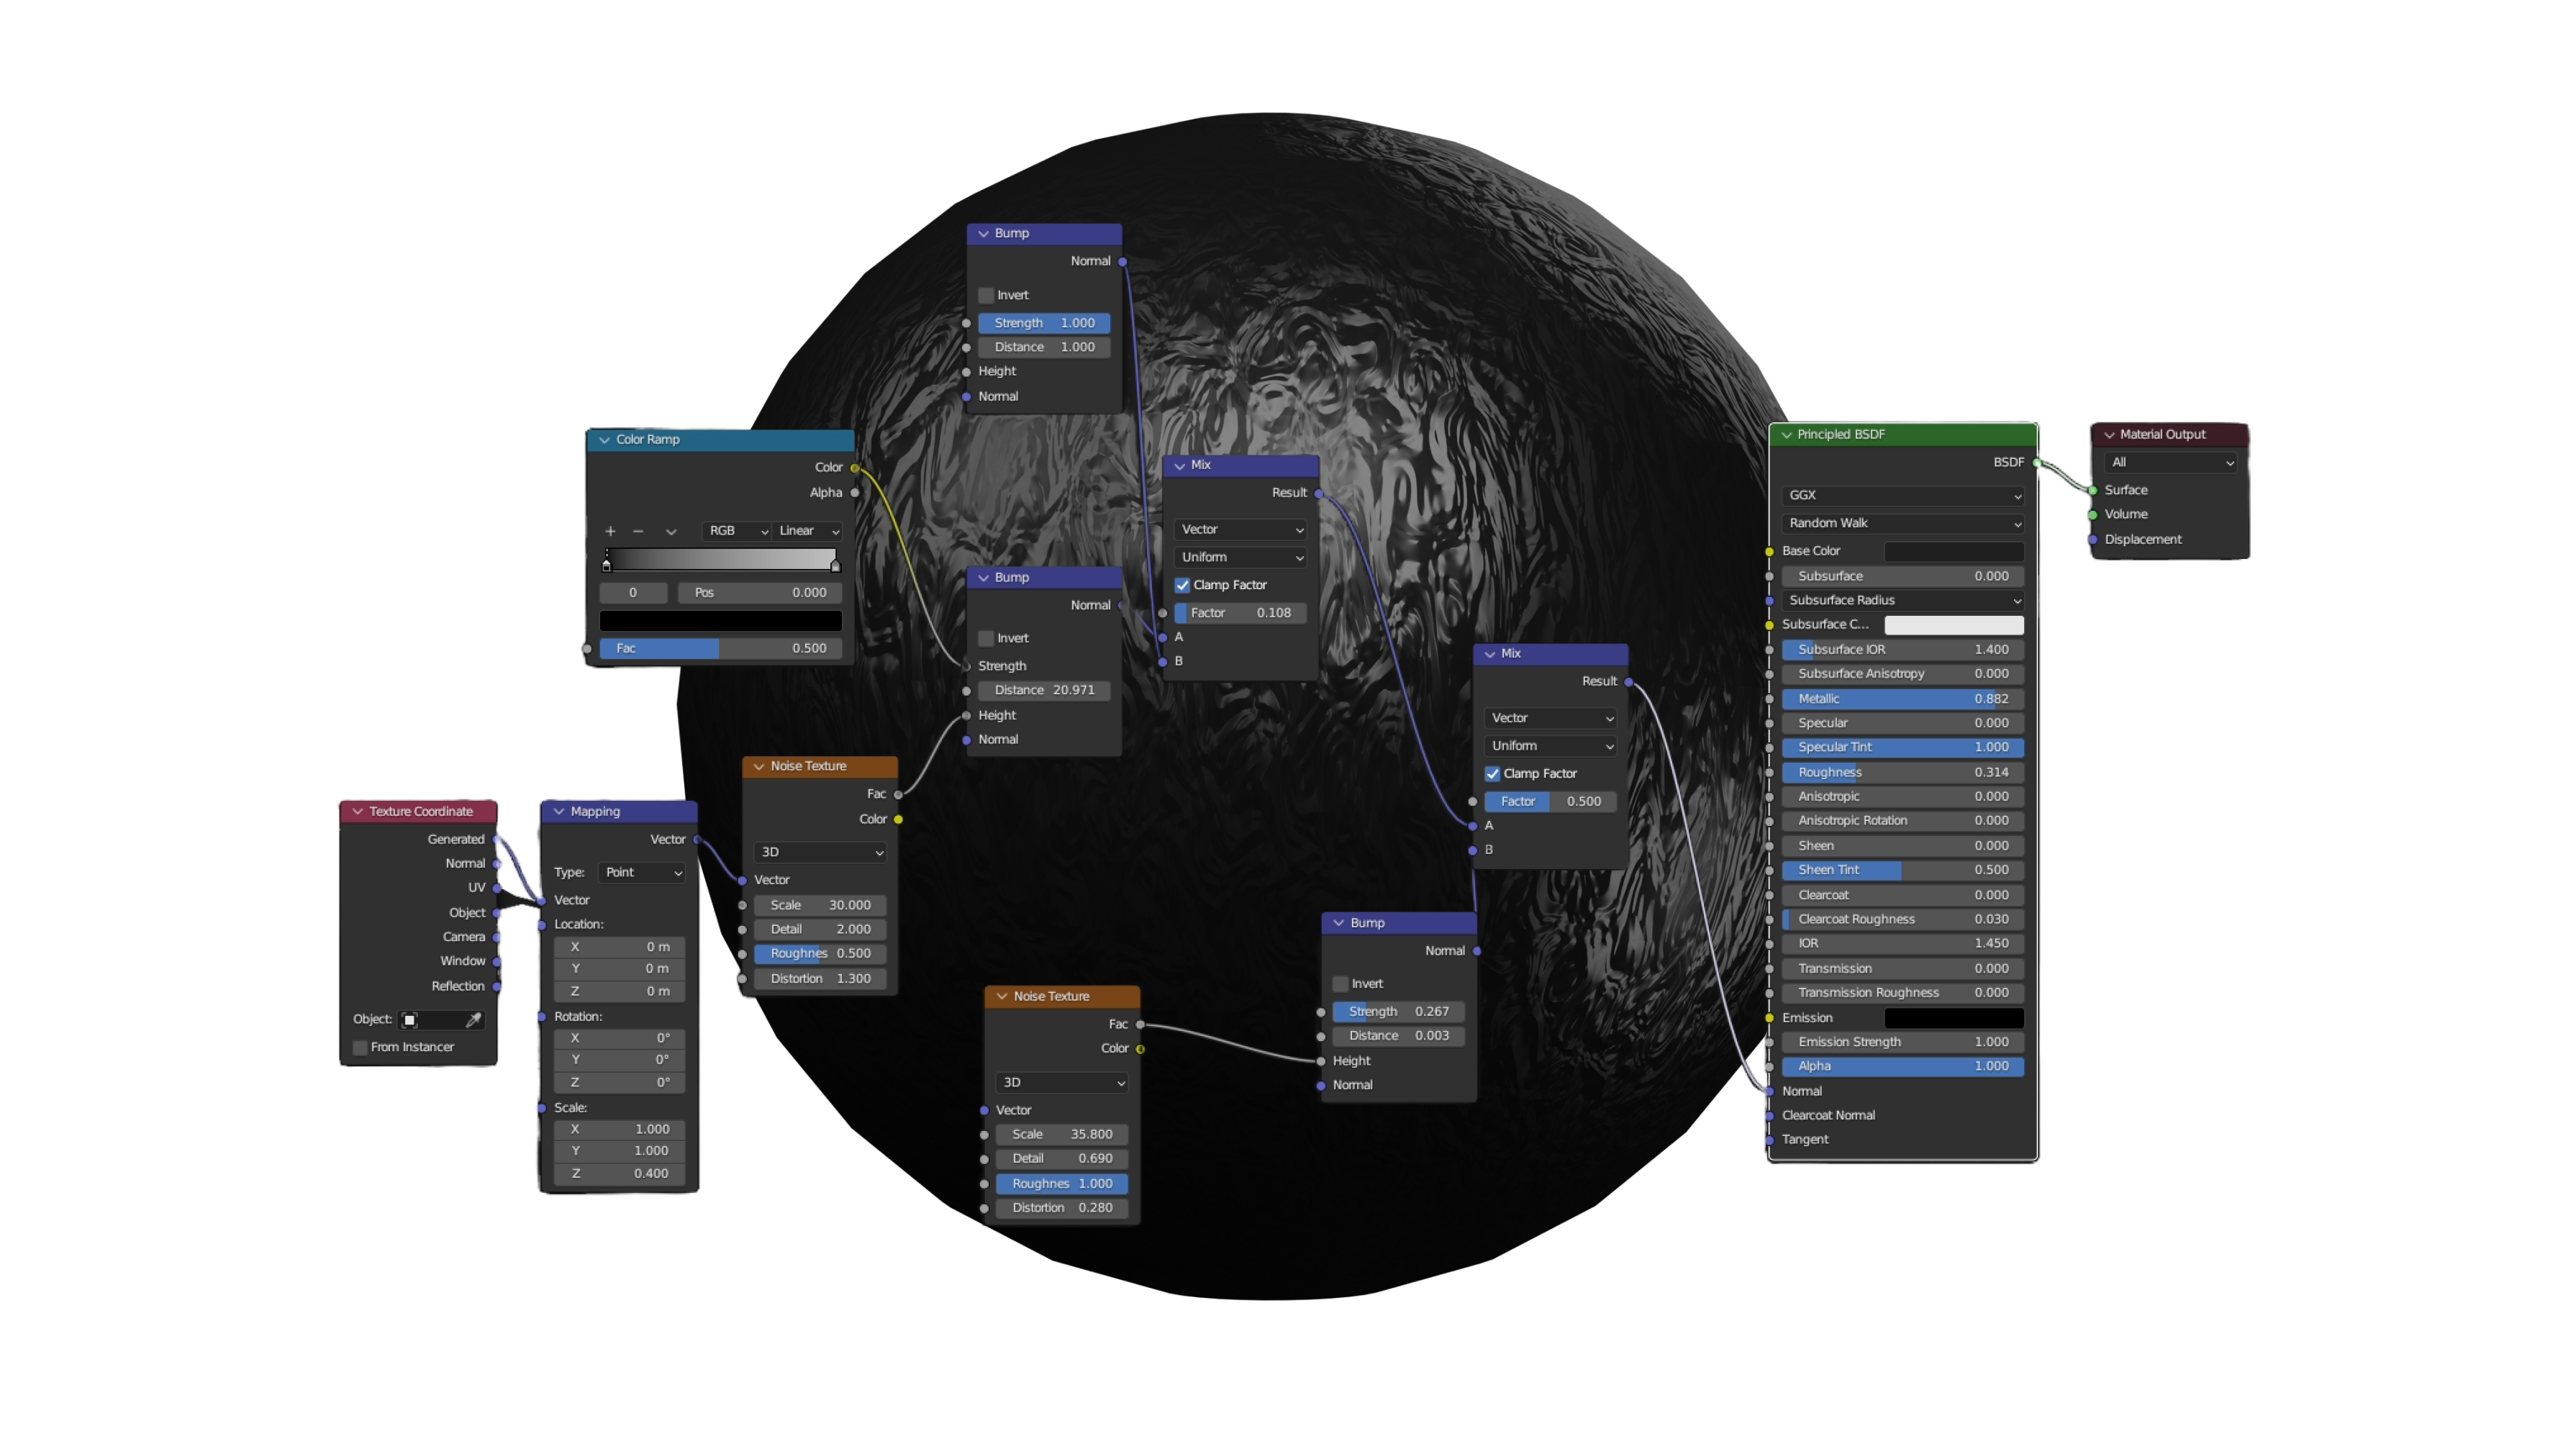 Bump
Normal
Invert
Strength 1.000
Distance 1.000
Height
Normal
Color Ramp
Color
Alpha
RGB Linear
0 Pos 0.000
Fac 0.500
Bump
Normal
Invert
Strength
Distance 20.971
Height
Normal
Mix
Result
Vector
Uniform
Clamp Factor
Factor 0.108
A
B
Texture Coordinate
Generated
Normal
UV
Object
Camera
Window
Reflection
Object:
From Instancer
Mapping
Vector
Type: Point
Vector
Location:
X 0 m
Y 0 m
Z 0 m
Rotation:
X 0°
Y 0°
Z 0°
Scale:
X 1.000
Y 1.000
Z 0.400
Noise Texture
Fac
Color
3D
Vector
Scale 30.000
Detail 2.000
Roughnes 0.500
Distortion 1.300
Noise Texture
Fac
Color
3D
Vector
Scale 35.800
Detail 0.690
Roughnes 1.000
Distortion 0.280
Bump
Normal
Invert
Strength 0.267
Distance 0.003
Height
Normal
Mix
Result
Vector
Uniform
Clamp Factor
Factor 0.500
A
B
Principled BSDF
BSDF
GGX
Random Walk
Base Color
Subsurface 0.000
Subsurface Radius
Subsurface C...
Subsurface IOR 1.400
Subsurface Anisotropy 0.000
Metallic 0.882
Specular 0.000
Specular Tint 1.000
Roughness 0.314
Anisotropic 0.000
Anisotropic Rotation 0.000
Sheen 0.000
Sheen Tint 0.500
Clearcoat 0.000
Clearcoat Roughness 0.030
IOR 1.450
Transmission 0.000
Transmission Roughness 0.000
Emission
Emission Strength 1.000
Alpha 1.000
Normal
Clearcoat Normal
Tangent
Material Output
All
Surface
Volume
Displacement